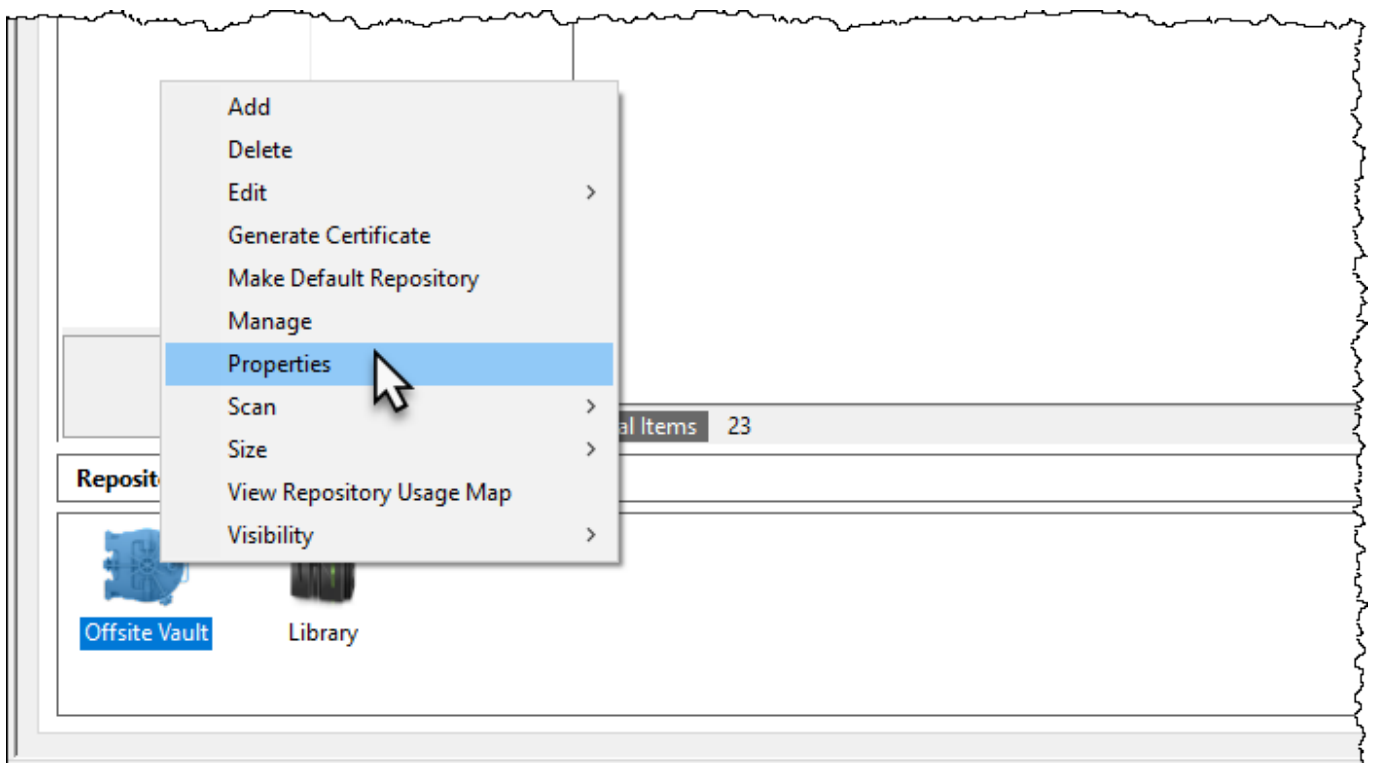 Add
Delete
Edit
Generate Certificate
Make Default Repository
Manage
Properties
Scan
al Items 23
Size
Reposit
View Repository Usage Map
Visibility
Offsite Vault Library